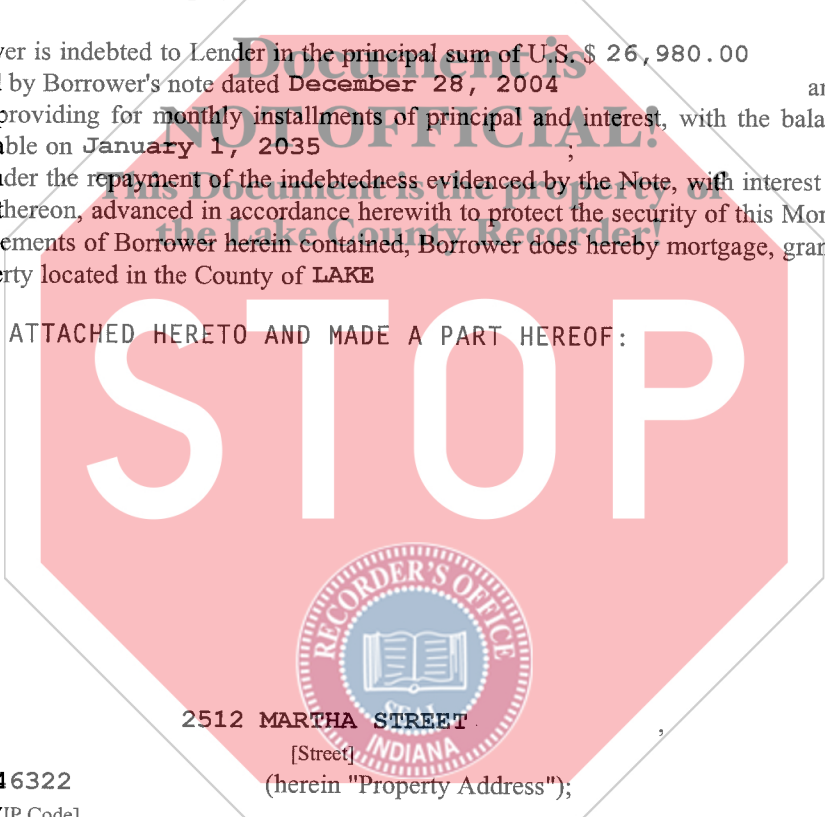 Document is
ver is indebted to Lender in the principal sum of U.S. $ 26,980.00
by Borrower's note dated December 28, 2004
NOT OFFICIAL!
providing for monthly installments of principal and interest, with the bala
ble on January 1, 2035 ;
This Document is the property of
der the repayment of the indebtedness evidenced by the Note, with interest
thereon, advanced in accordance herewith to protect the security of this Mor
the Lake County Recorder!
ements of Borrower herein contained, Borrower does hereby mortgage, gran
erty located in the County of LAKE
ATTACHED HERETO AND MADE A PART HEREOF:
STOP
RECORDER'S OFFICE
SEAL
INDIANA
2512 MARTHA STREET ,
[Street]
46322 (herein "Property Address");
ZIP Code]